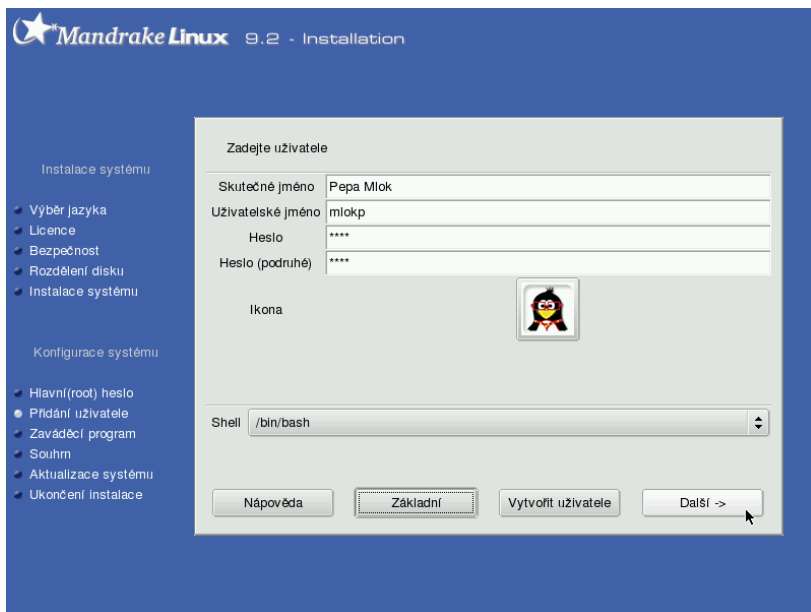 Mandrake Linux 9.2 - Installation
Instalace systému
Výběr jazyka
Licence
Bezpečnost
Rozdělení disku
Instalace systému
Konfigurace systému
Hlavní(root) heslo
Přidání uživatele
Zaváděcí program
Souhrn
Aktualizace systému
Ukončení instalace
Zadejte uživatele
Skutečné jméno Pepa Mlok
Uživatelské jméno mlokp
Heslo ****
Heslo (podruhé) ****
Ikona
Shell /bin/bash
Nápověda Základní Vytvořit uživatele Další ->